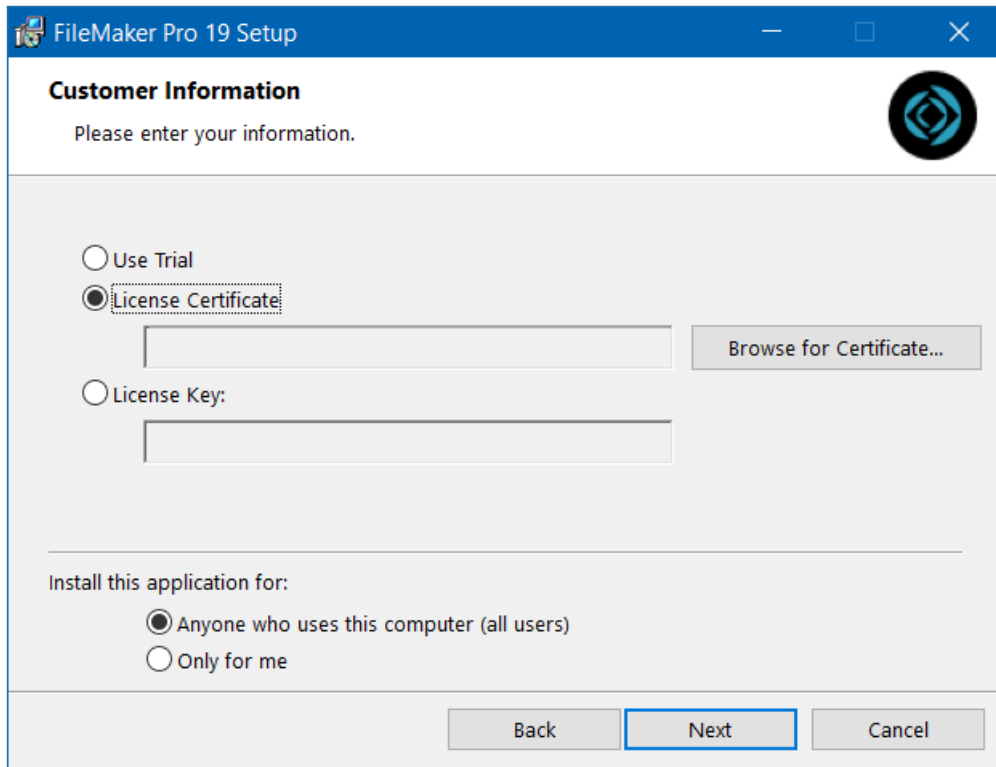 FileMaker Pro 19 Setup
Customer Information
Please enter your information.
Use Trial
License Certificate
Browse for Certificate...
License Key:
Install this application for:
Anyone who uses this computer (all users)
Only for me
Back Next Cancel